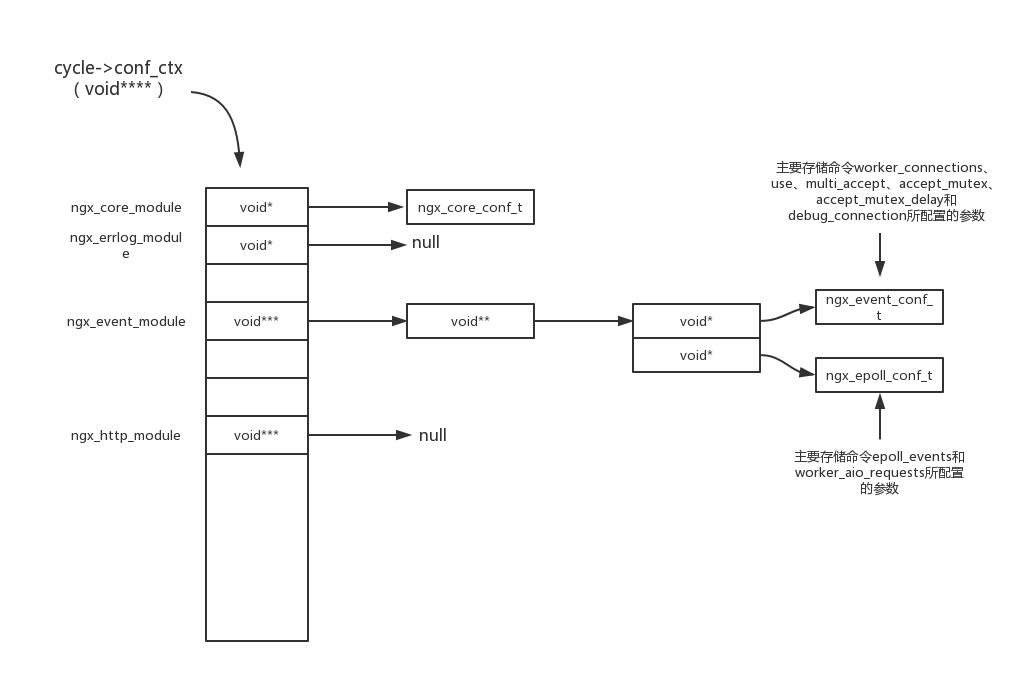 cycle->conf_ctx
( void**** )
主要存储命令worker_connections、
use、multi_accept、accept_mutex、
accept_mutex_delay和
debug_connection所配置的参数
ngx_core_module
void*
ngx_core_conf_t
ngx_errlog_modul
e
void*
null
ngx_event_module
void***
void**
void*
ngx_event_conf_
t
void*
ngx_epoll_conf_t
ngx_http_module
void***
null
主要存储命令epoll_events和
worker_aio_requests所配置
的参数